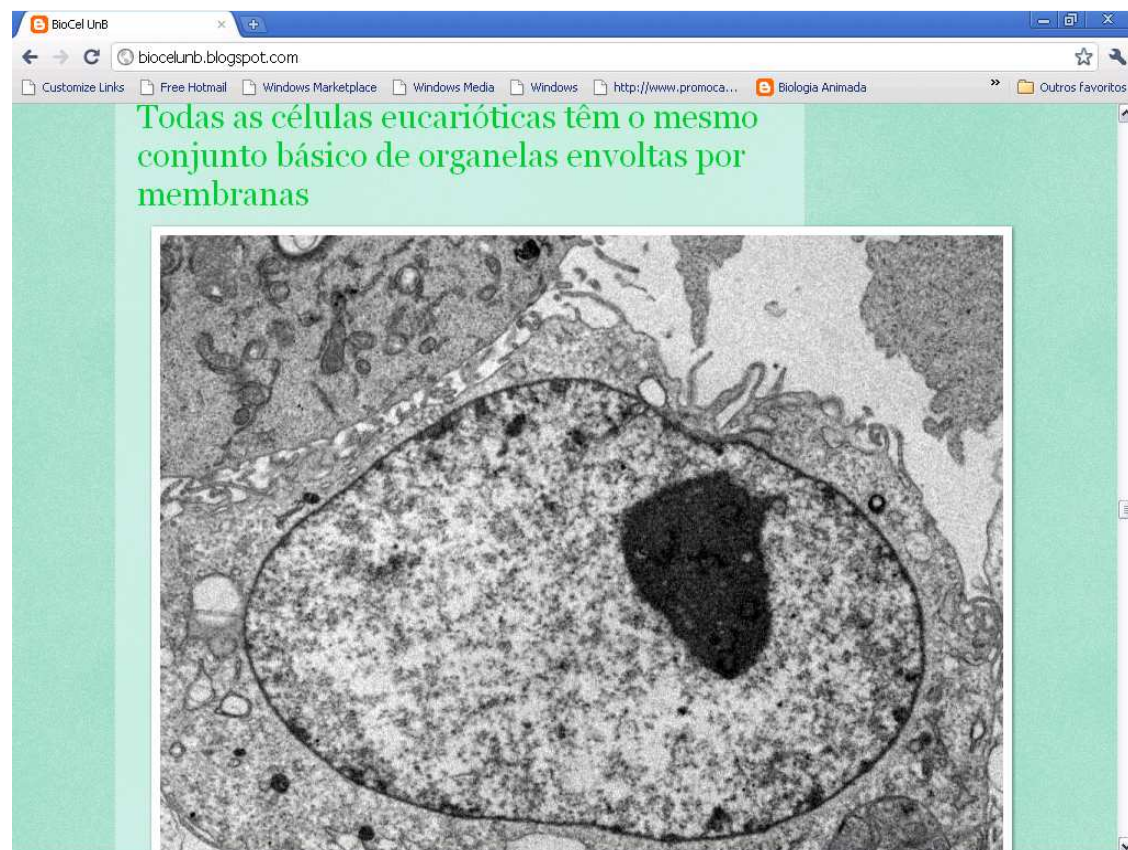 BioCel UnB
biocelunb.blogspot.com
Customize Links Free Hotmail Windows Marketplace Windows Media Windows http://www.promoca... Biologia Animada » Outros favoritos
Todas as células eucarióticas têm o mesmo
conjunto básico de organelas envoltas por
membranas